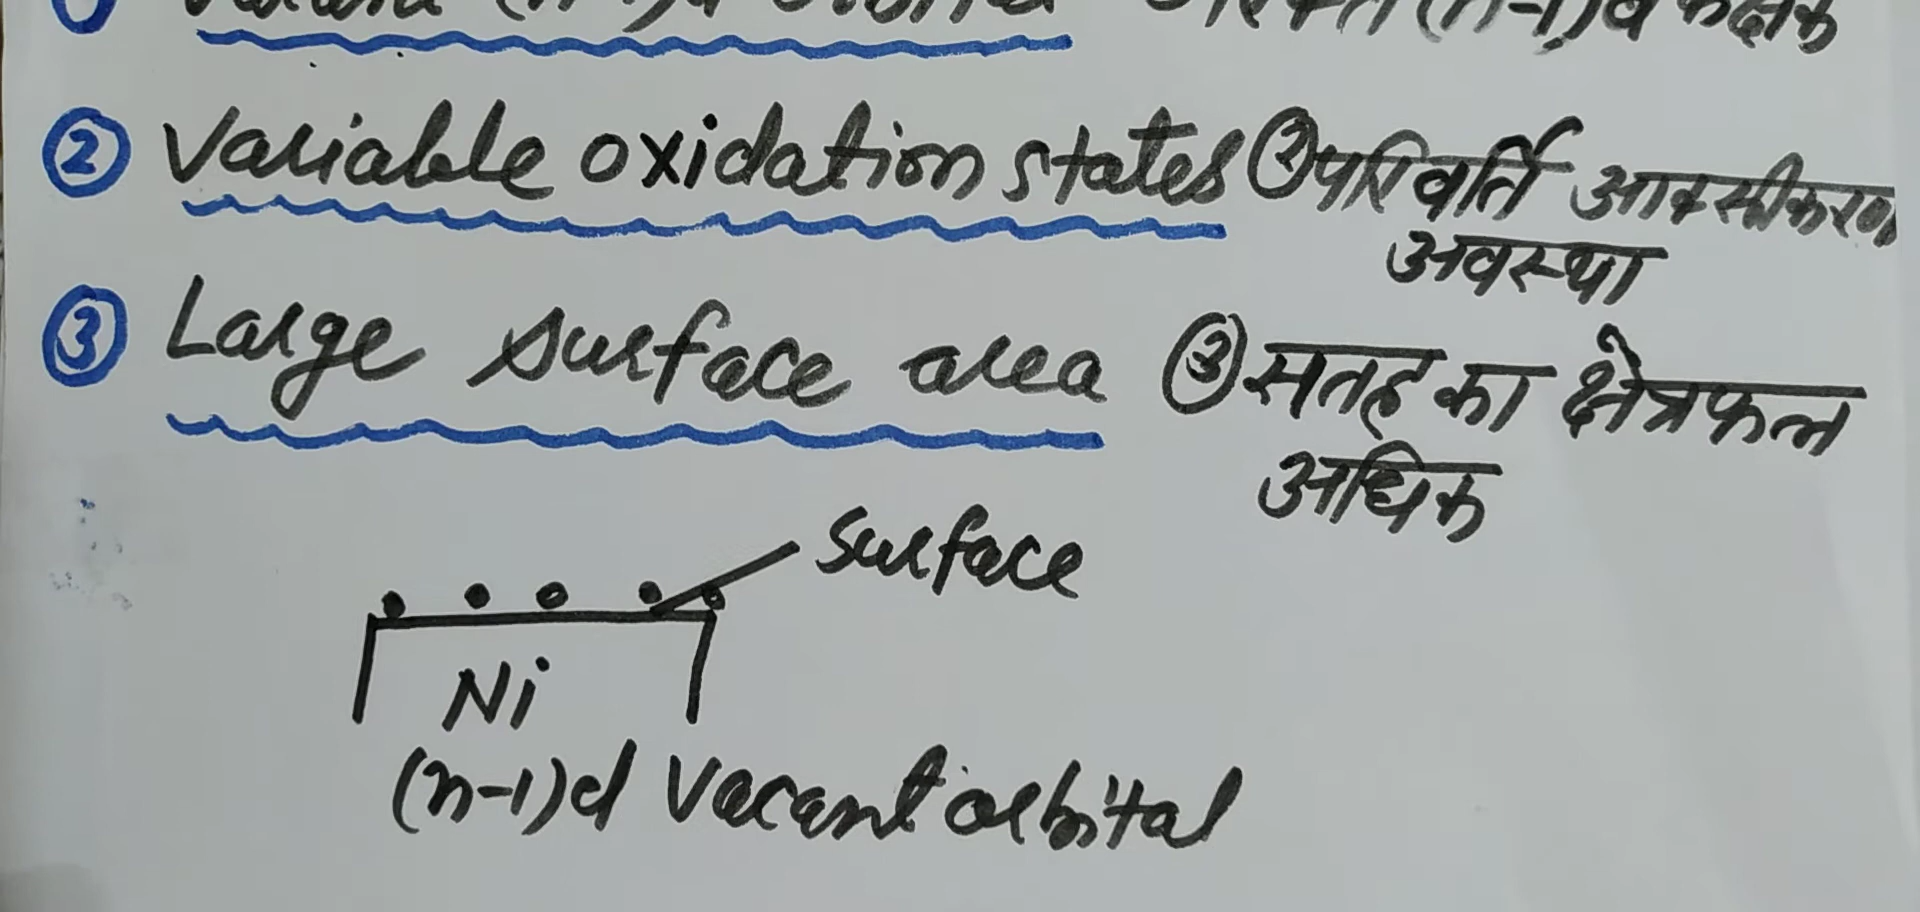 ② Variable oxidation states ② परिवर्ति आक्सीकरण
अवस्था
③ Large surface area ③ सतह का क्षेत्रफल
अधिक
surface
Ni
(n-1)d Vacant orbital